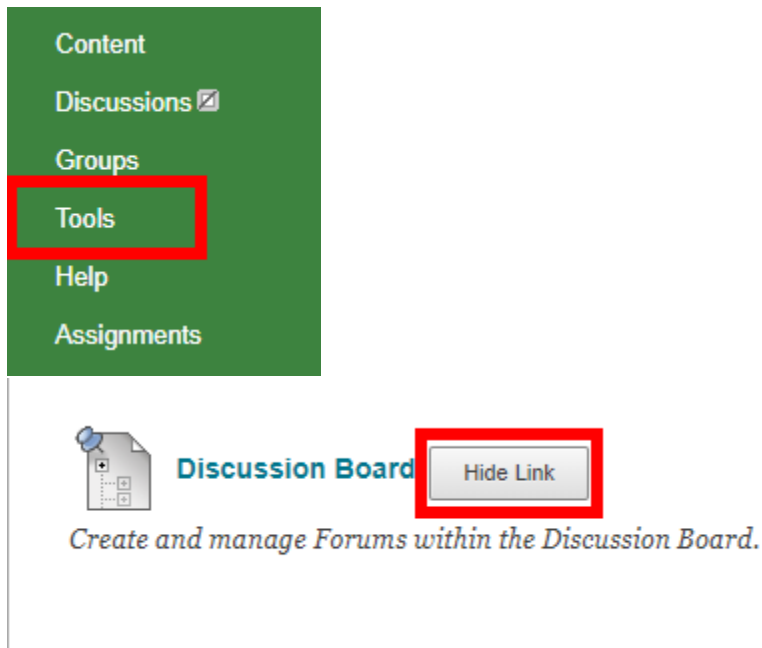 Content
Discussions
Groups
Tools
Help
Assignments
Discussion Board Hide Link
Create and manage Forums within the Discussion Board.